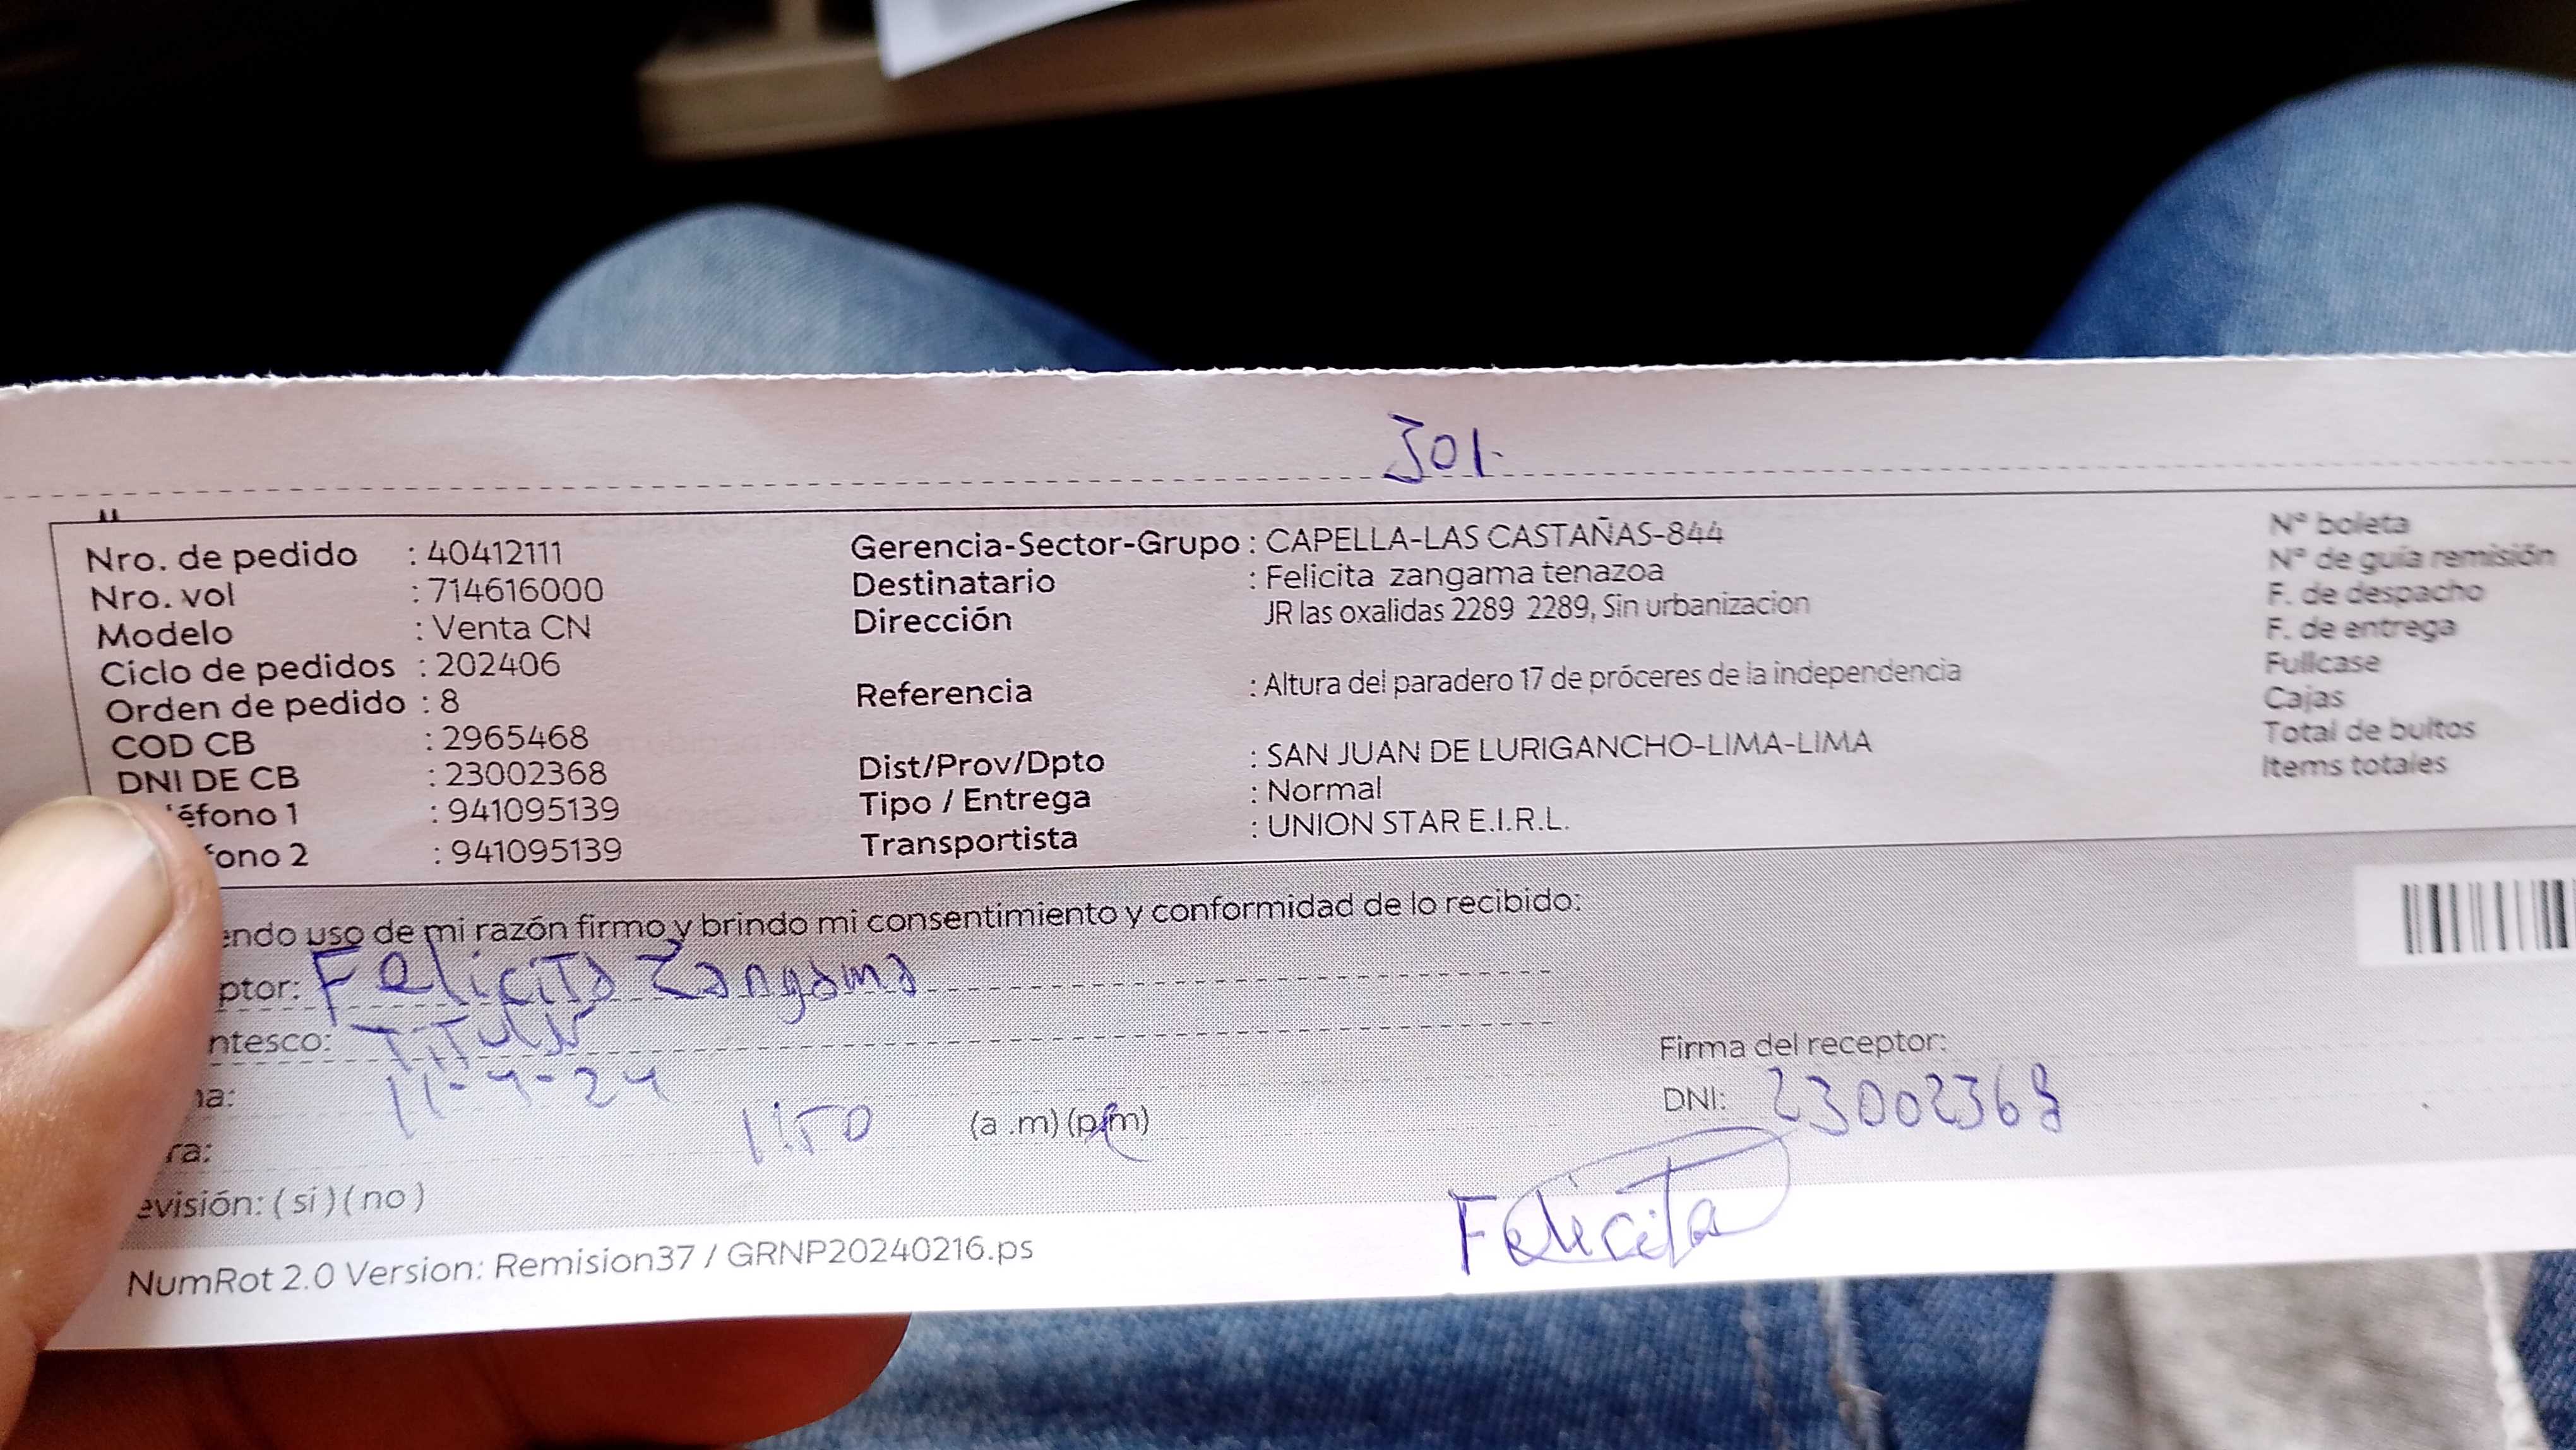 Jol.
Nro. de pedido : 40412111
Nro. vol : 714616000
Modelo : Venta CN
Ciclo de pedidos : 202406
Orden de pedido : 8
COD CB : 2965468
DNI DE CB : 23002368
éfono 1 : 941095139
fono 2 : 941095139
Gerencia-Sector-Grupo : CAPELLA-LAS CASTAÑAS-844
Destinatario : Felicita zangama tenazoa
Dirección JR las oxalidas 2289 2289, Sin urbanizacion
Referencia : Altura del paradero 17 de próceres de la independencia
Dist/Prov/Dpto : SAN JUAN DE LURIGANCHO-LIMA-LIMA
Tipo / Entrega : Normal
Transportista : UNION STAR E.I.R.L.
N° boleta
N° de guía remisión
F. de despacho
F. de entrega
Fullcase
Cajas
Total de bultos
Items totales
endo uso de mi razón firmo y brindo mi consentimiento y conformidad de lo recibido:
ptor: Felicita Zangama
ntesco: Titular
na: 11-4-24
ra: 1150 (a .m) (p.m)
evisión: ( si ) ( no )
Firma del receptor:
DNI: 23002368
Felicita
NumRot 2.0 Version: Remision37 / GRNP20240216.ps